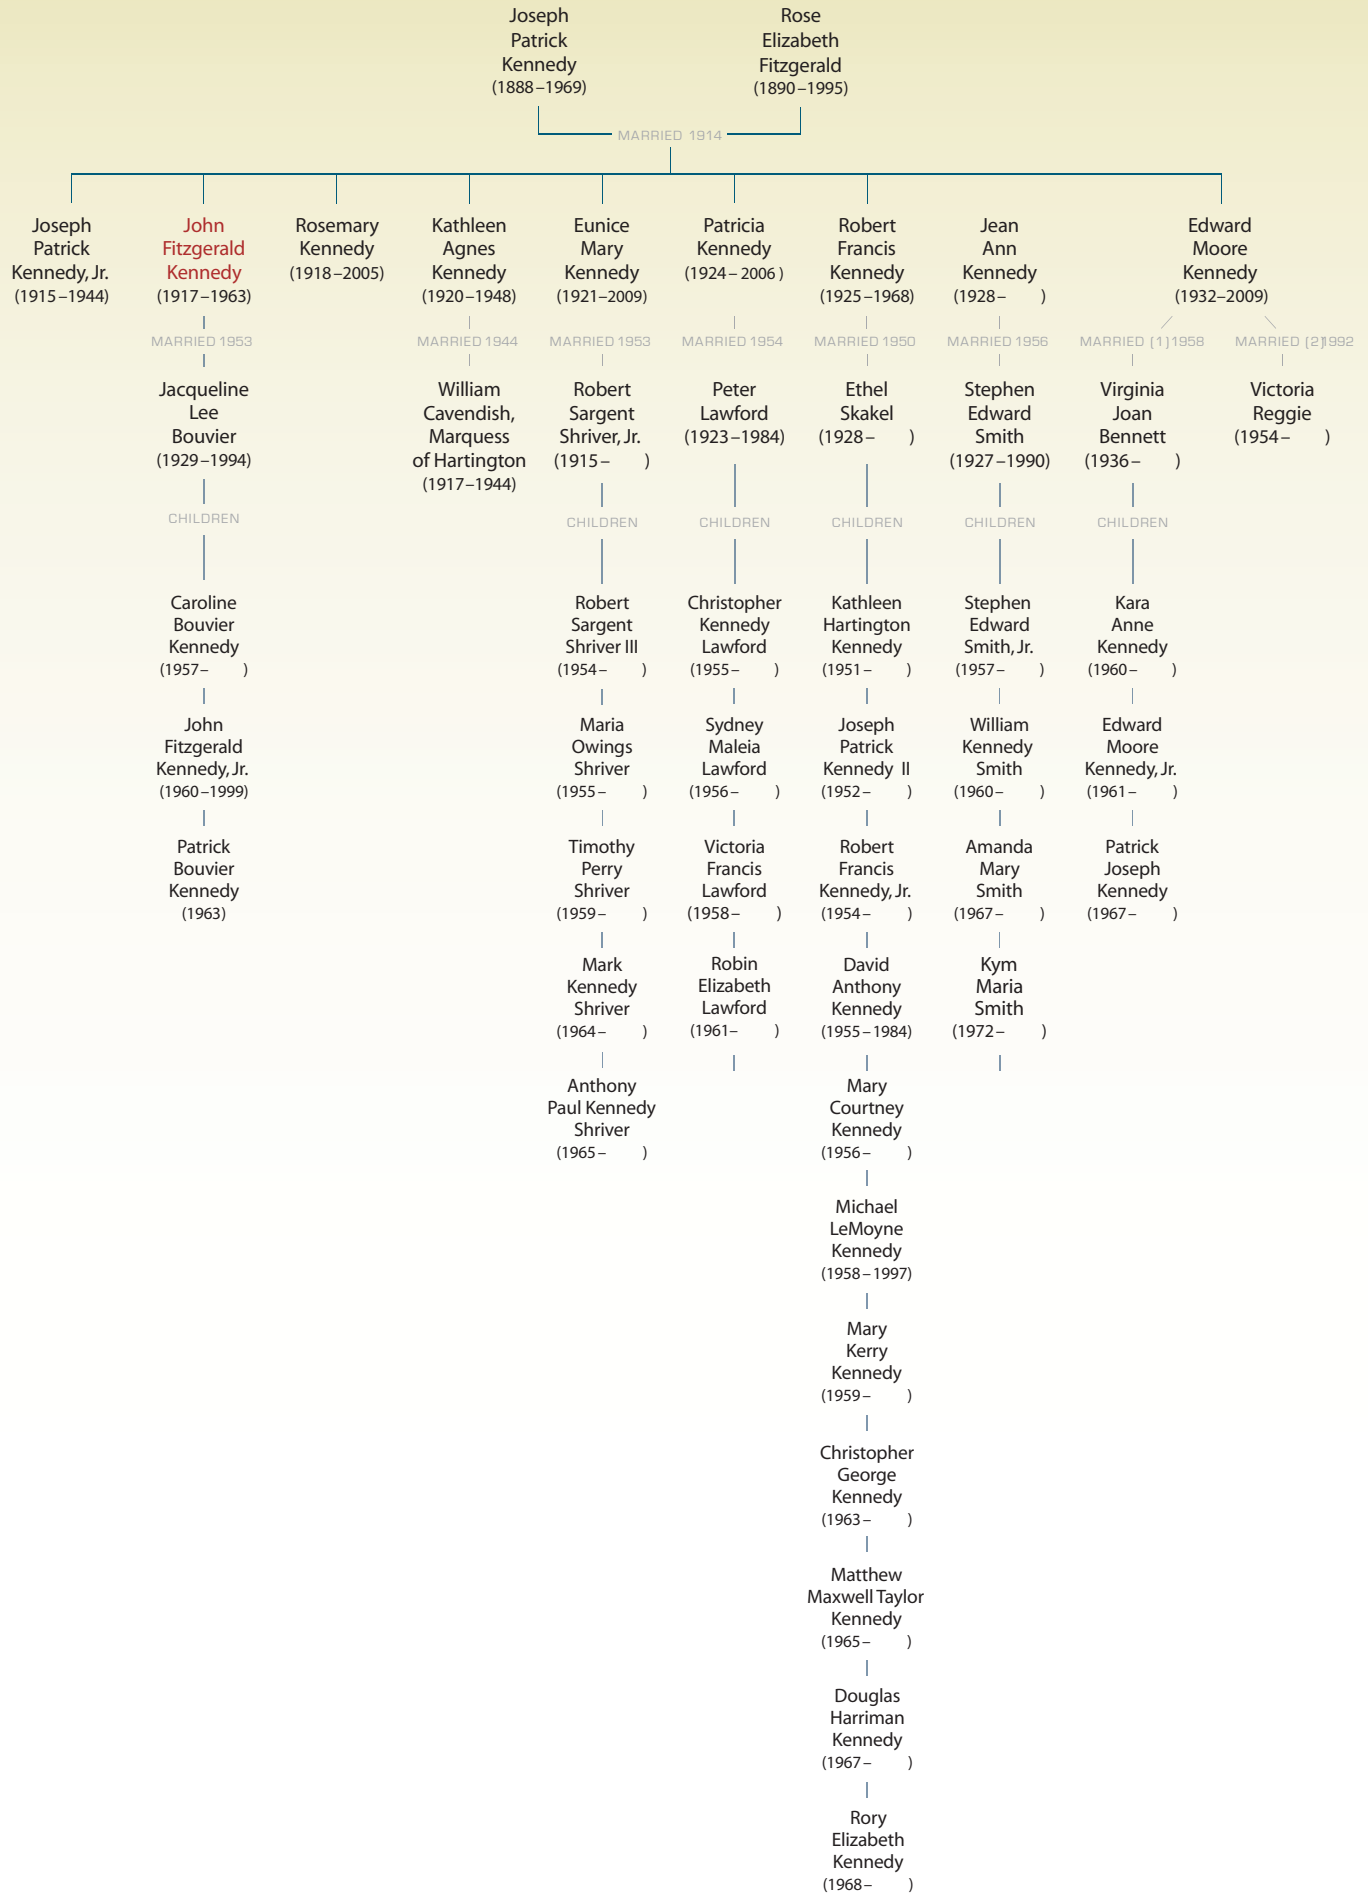 Joseph
Patrick
Kennedy
(1888–1969)
Rose
Elizabeth
Fitzgerald
(1890–1995)
MARRIED 1914
Joseph
Patrick
Kennedy, Jr.
(1915–1944)
John
Fitzgerald
Kennedy
(1917–1963)
MARRIED 1953
Jacqueline
Lee
Bouvier
(1929–1994)
CHILDREN
Caroline
Bouvier
Kennedy
(1957– )
John
Fitzgerald
Kennedy, Jr.
(1960–1999)
Patrick
Bouvier
Kennedy
(1963)
Rosemary
Kennedy
(1918–2005)
Kathleen
Agnes
Kennedy
(1920–1948)
MARRIED 1944
William
Cavendish,
Marquess
of Hartington
(1917–1944)
Eunice
Mary
Kennedy
(1921–2009)
MARRIED 1953
Robert
Sargent
Shriver, Jr.
(1915– )
CHILDREN
Robert
Sargent
Shriver III
(1954– )
Maria
Owings
Shriver
(1955– )
Timothy
Perry
Shriver
(1959– )
Mark
Kennedy
Shriver
(1964– )
Anthony
Paul Kennedy
Shriver
(1965– )
Patricia
Kennedy
(1924– 2006 )
MARRIED 1954
Peter
Lawford
(1923–1984)
CHILDREN
Christopher
Kennedy
Lawford
(1955– )
Sydney
Maleia
Lawford
(1956– )
Victoria
Francis
Lawford
(1958– )
Robin
Elizabeth
Lawford
(1961– )
Robert
Francis
Kennedy
(1925–1968)
MARRIED 1950
Ethel
Skakel
(1928– )
CHILDREN
Kathleen
Hartington
Kennedy
(1951– )
Joseph
Patrick
Kennedy II
(1952– )
Robert
Francis
Kennedy, Jr.
(1954– )
David
Anthony
Kennedy
(1955–1984)
Mary
Courtney
Kennedy
(1956– )
Michael
LeMoyne
Kennedy
(1958–1997)
Mary
Kerry
Kennedy
(1959– )
Christopher
George
Kennedy
(1963– )
Matthew
Maxwell Taylor
Kennedy
(1965– )
Douglas
Harriman
Kennedy
(1967– )
Rory
Elizabeth
Kennedy
(1968– )
Jean
Ann
Kennedy
(1928– )
MARRIED 1956
Stephen
Edward
Smith
(1927–1990)
CHILDREN
Stephen
Edward
Smith, Jr.
(1957– )
William
Kennedy
Smith
(1960– )
Amanda
Mary
Smith
(1967– )
Kym
Maria
Smith
(1972– )
Edward
Moore
Kennedy
(1932–2009)
MARRIED (1)1958
Virginia
Joan
Bennett
(1936– )
CHILDREN
Kara
Anne
Kennedy
(1960– )
Edward
Moore
Kennedy, Jr.
(1961– )
Patrick
Joseph
Kennedy
(1967– )
MARRIED (2)1992
Victoria
Reggie
(1954– )